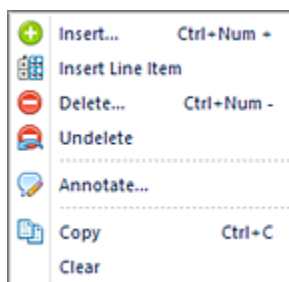 Insert... Ctrl+Num +
Insert Line Item
Delete... Ctrl+Num -
Undelete
Annotate...
Copy Ctrl+C
Clear